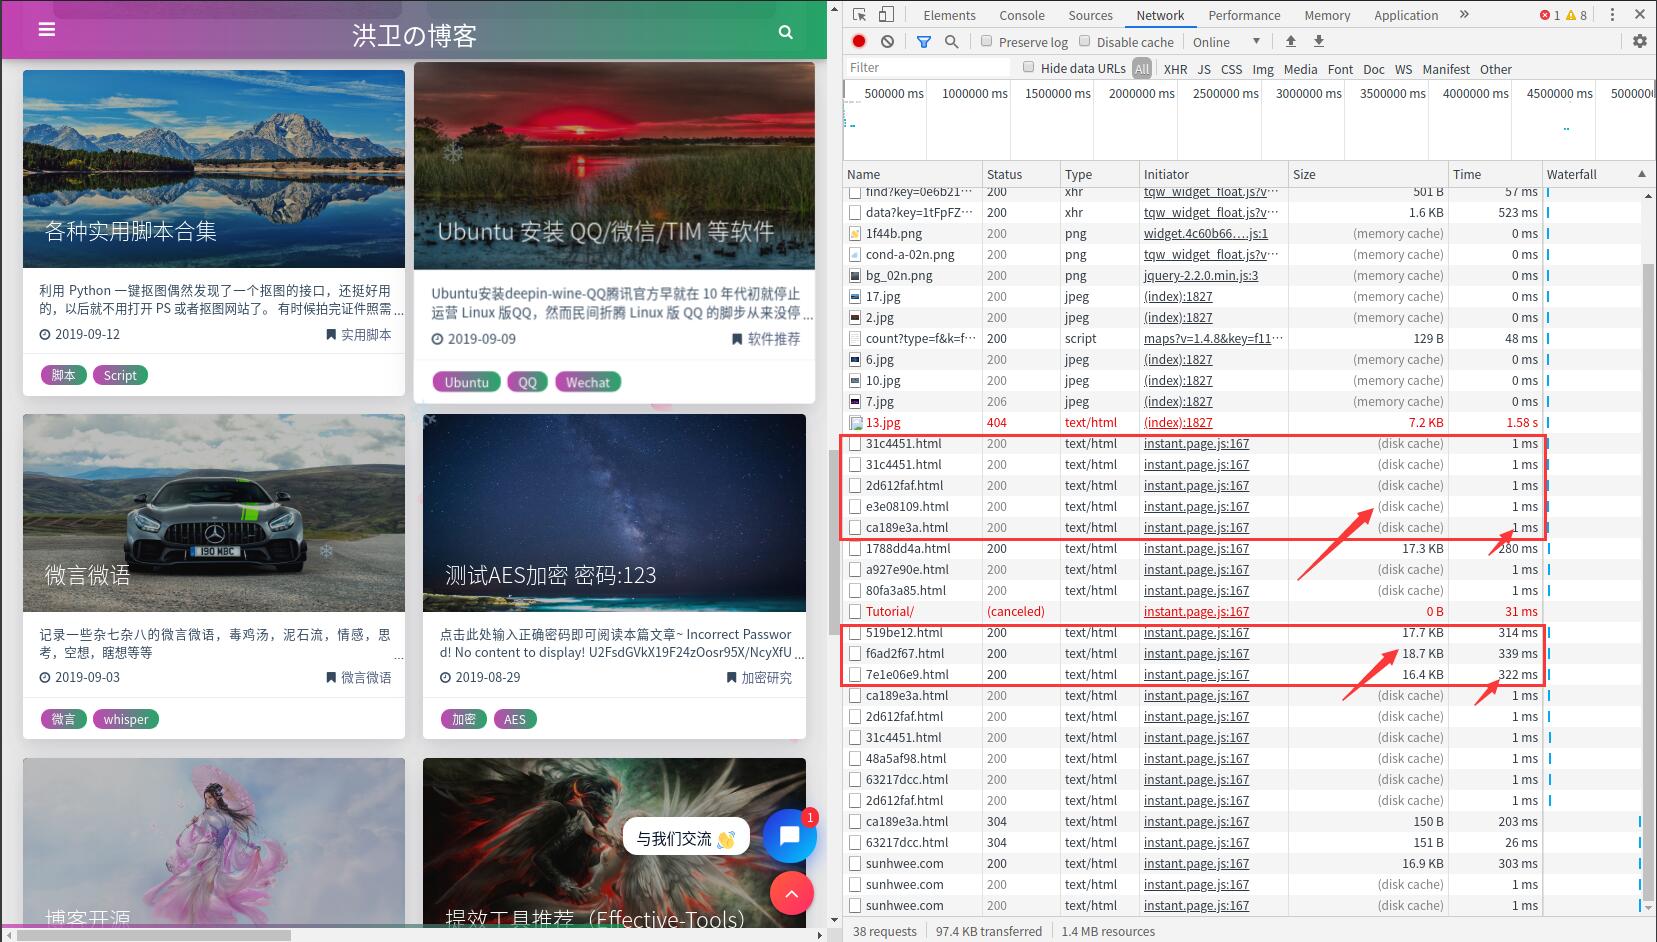 洪卫の博客
各种实用脚本合集
利用 Python 一键抠图偶然发现了一个抠图的接口，还挺好用
的，以后就不用打开 PS 或者抠图网站了。 有时候拍完证件照需...
2019-09-12 实用脚本
脚本 Script
Ubuntu 安装 QQ/微信/TIM 等软件
Ubuntu安装deepin-wine-QQ腾讯官方早就在 10 年代初就停止
运营 Linux 版QQ，然而民间折腾 Linux 版 QQ 的步从来没停...
2019-09-09 软件推荐
Ubuntu QQ Wechat
190 MBC
微言微语
记录一些杂七杂八的微言微语，毒鸡汤，泥石流，情感，思
考，空想，瞎想等等
...
2019-09-03 微言微语
微言 whisper
测试AES加密 密码:123
点击此处输入正确密码即可阅读本篇文章~ Incorrect Passwor
d! No content to display! U2FsdGVkX19F24zOosr95X/NcyXfU...
2019-08-29 加密研究
加密 AES
博客开源
提效工具推荐（Effective-Tools）
与我们交流 👋
1
Elements Console Sources Network Performance Memory Application » 1 8
Preserve log Disable cache Online
Filter Hide data URLs All XHR JS CSS Img Media Font Doc WS Manifest Other
500000 ms 1000000 ms 1500000 ms 2000000 ms 2500000 ms 3000000 ms 3500000 ms 4000000 ms 4500000 ms 5000000
Name Status Type Initiator Size Time Waterfall
find?key=0e6b21… 200 xhr tqw_widget_float.js?v… 501 B 57 ms
data?key=1tFpFZ… 200 xhr tqw_widget_float.js?v… 1.6 KB 523 ms
1f44b.png 200 png widget.4c60b66….js:1 (memory cache) 0 ms
cond-a-02n.png 200 png tqw_widget_float.js?v… (memory cache) 0 ms
bg_02n.png 200 png jquery-2.2.0.min.js:3 (memory cache) 0 ms
17.jpg 200 jpeg (index):1827 (memory cache) 0 ms
2.jpg 200 jpeg (index):1827 (memory cache) 0 ms
count?type=f&k=f… 200 script maps?v=1.4.8&key=f11… 129 B 48 ms
6.jpg 200 jpeg (index):1827 (memory cache) 0 ms
10.jpg 200 jpeg (index):1827 (memory cache) 0 ms
7.jpg 206 jpeg (index):1827 (memory cache) 0 ms
13.jpg 404 text/html (index):1827 7.2 KB 1.58 s
31c4451.html 200 text/html instant.page.js:167 (disk cache) 1 ms
31c4451.html 200 text/html instant.page.js:167 (disk cache) 1 ms
2d612faf.html 200 text/html instant.page.js:167 (disk cache) 1 ms
e3e08109.html 200 text/html instant.page.js:167 (disk cache) 1 ms
ca189e3a.html 200 text/html instant.page.js:167 (disk cache) 1 ms
1788dd4a.html 200 text/html instant.page.js:167 17.3 KB 280 ms
a927e90e.html 200 text/html instant.page.js:167 (disk cache) 1 ms
80fa3a85.html 200 text/html instant.page.js:167 (disk cache) 1 ms
Tutorial/ (canceled) instant.page.js:167 0 B 31 ms
519be12.html 200 text/html instant.page.js:167 17.7 KB 314 ms
f6ad2f67.html 200 text/html instant.page.js:167 18.7 KB 339 ms
7e1e06e9.html 200 text/html instant.page.js:167 16.4 KB 322 ms
ca189e3a.html 200 text/html instant.page.js:167 (disk cache) 1 ms
2d612faf.html 200 text/html instant.page.js:167 (disk cache) 1 ms
31c4451.html 200 text/html instant.page.js:167 (disk cache) 1 ms
48a5af98.html 200 text/html instant.page.js:167 (disk cache) 1 ms
63217dcc.html 200 text/html instant.page.js:167 (disk cache) 1 ms
2d612faf.html 200 text/html instant.page.js:167 (disk cache) 1 ms
ca189e3a.html 304 text/html instant.page.js:167 150 B 203 ms
63217dcc.html 304 text/html instant.page.js:167 151 B 26 ms
sunhwee.com 200 text/html instant.page.js:167 16.9 KB 303 ms
sunhwee.com 200 text/html instant.page.js:167 (disk cache) 1 ms
sunhwee.com 200 text/html instant.page.js:167 (disk cache) 1 ms
38 requests 97.4 KB transferred 1.4 MB resources